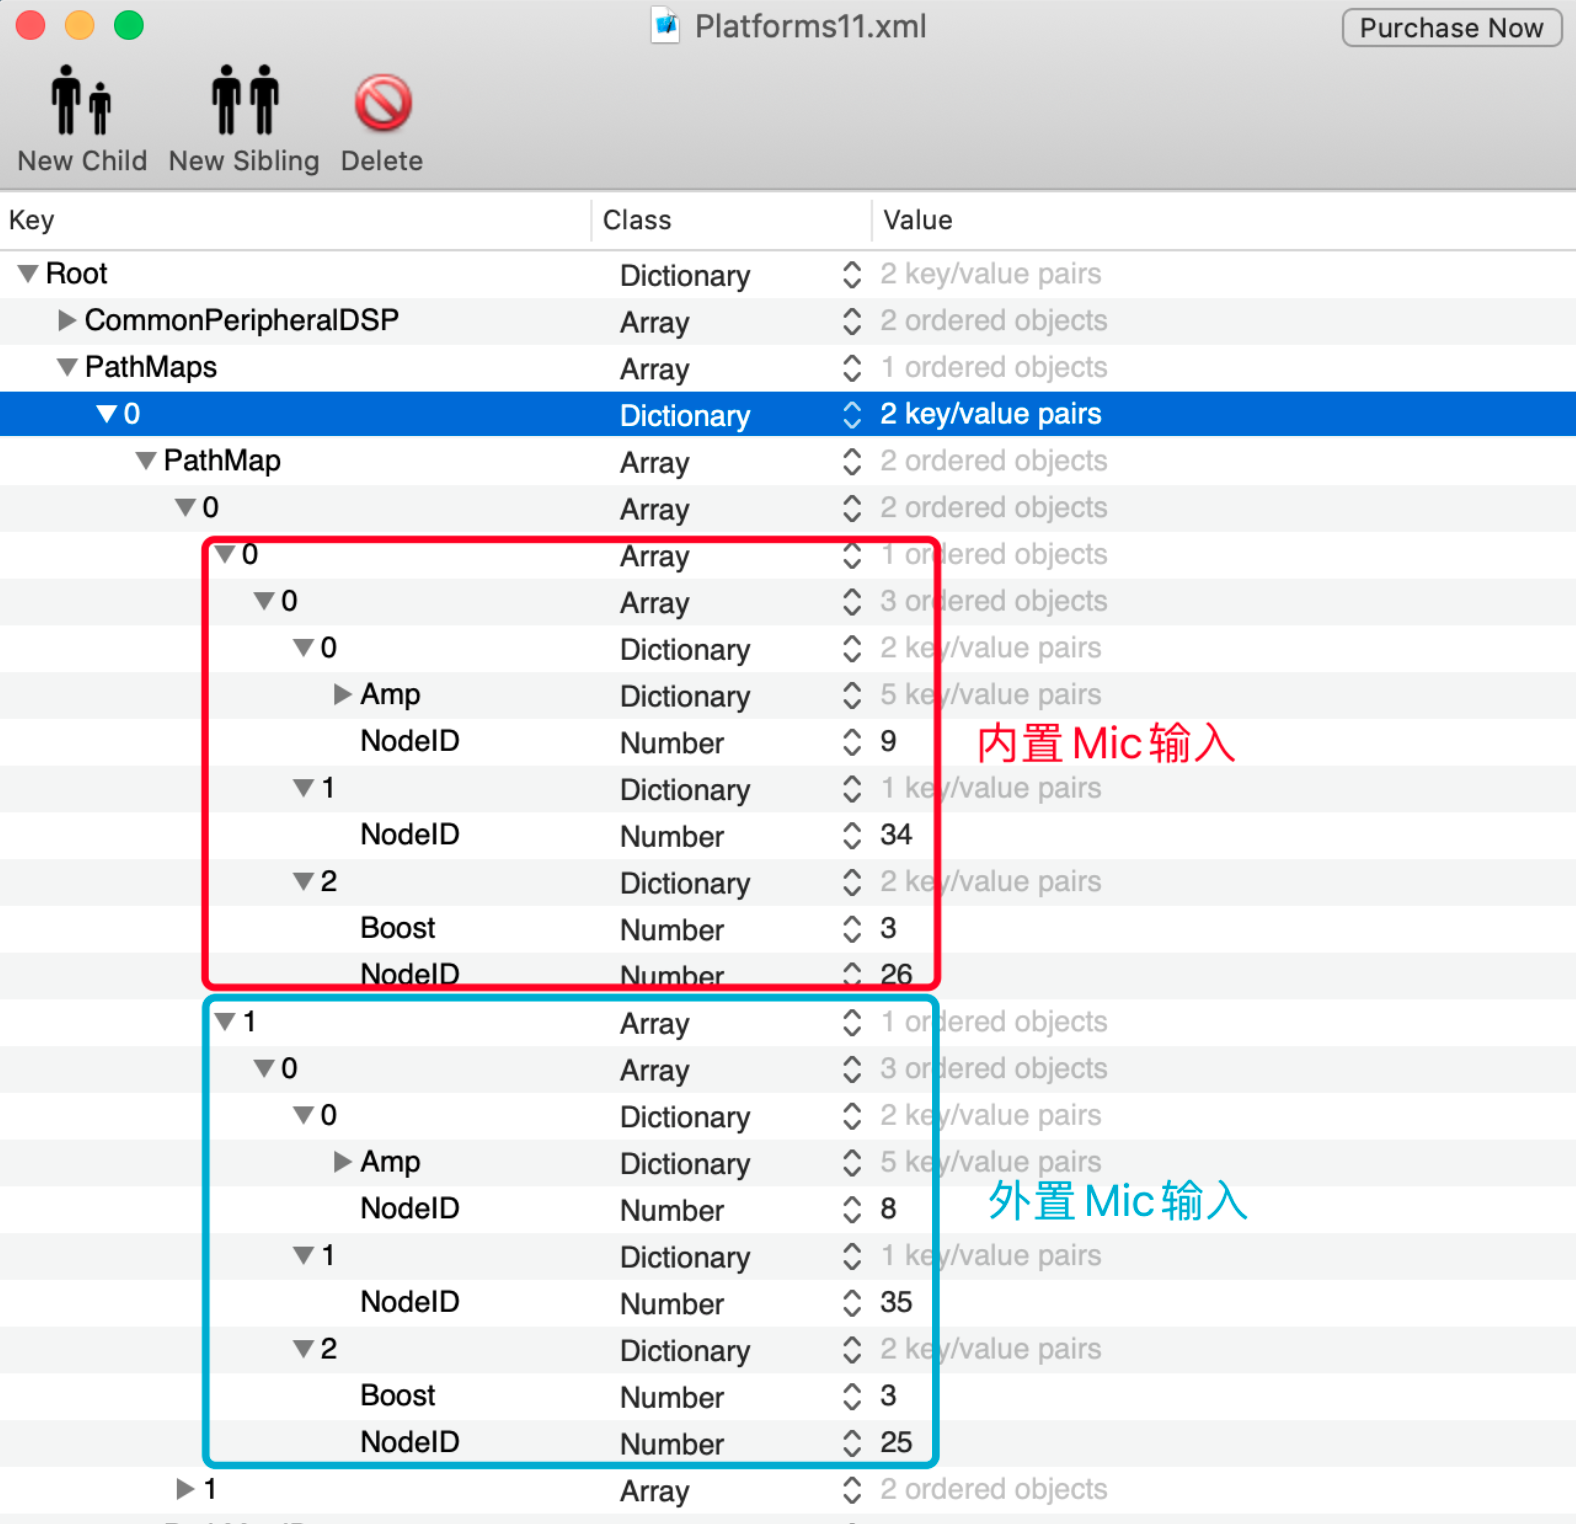 Platforms11.xml
Purchase Now
New Child New Sibling Delete
Key Class Value
Root Dictionary 2 key/value pairs
CommonPeripheralDSP Array 2 ordered objects
PathMaps Array 1 ordered objects
0 Dictionary 2 key/value pairs
PathMap Array 2 ordered objects
0 Array 2 ordered objects
0 Array 1 ordered objects
0 Array 3 ordered objects
0 Dictionary 2 key/value pairs
Amp Dictionary 5 key/value pairs
NodeID Number 9
内置Mic输入
1 Dictionary 1 key/value pairs
NodeID Number 34
2 Dictionary 2 key/value pairs
Boost Number 3
NodeID Number 26
1 Array 1 ordered objects
0 Array 3 ordered objects
0 Dictionary 2 key/value pairs
Amp Dictionary 5 key/value pairs
NodeID Number 8
外置Mic输入
1 Dictionary 1 key/value pairs
NodeID Number 35
2 Dictionary 2 key/value pairs
Boost Number 3
NodeID Number 25
1 Array 2 ordered objects